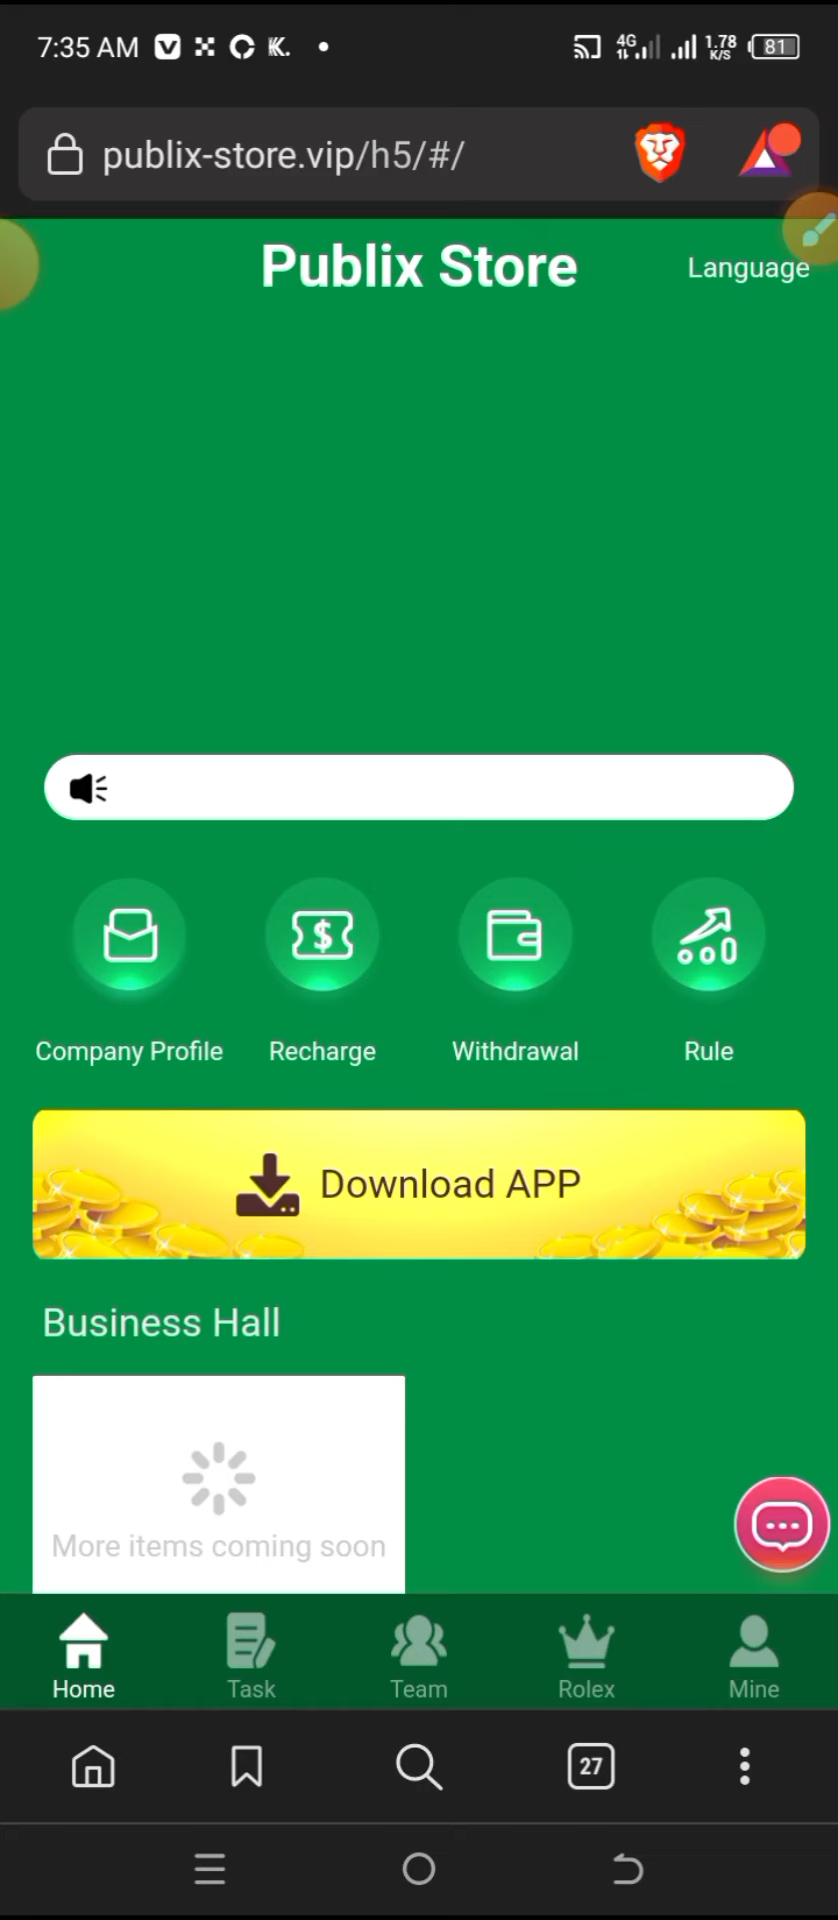 7:35 AM
4G
1.78
K/S
81
publix-store.vip/h5/#/
Publix Store
Language
Company Profile
Recharge
Withdrawal
Rule
Download APP
Business Hall
More items coming soon
Home
Task
Team
Rolex
Mine
27